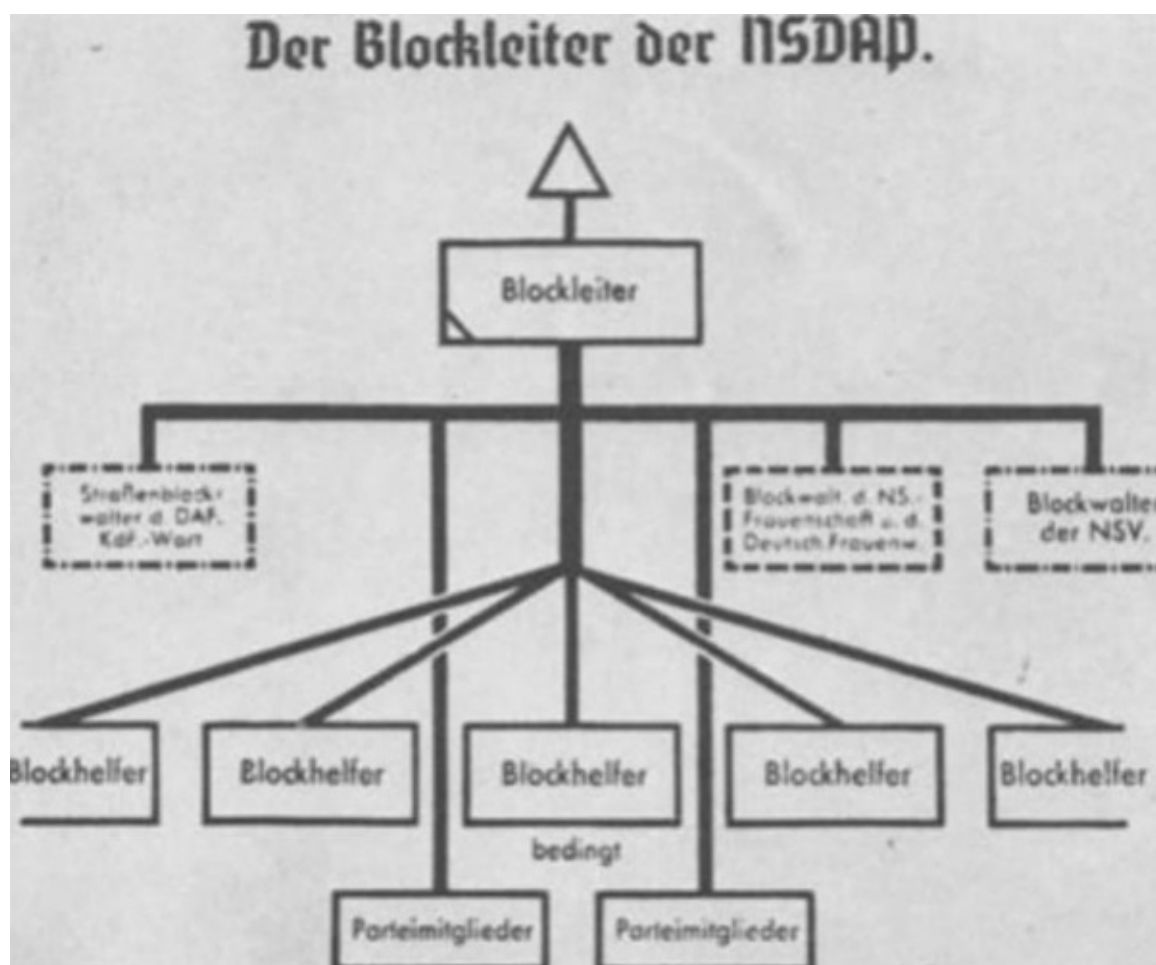 Der Blockleiter der NSDAP.
Blockleiter
Straßenblock-
walter d. DAF.
KdF.-Wart
Blockwalt. d. NS.-
Frauenschaft u. d.
Deutsch.Frauenw.
Blockwalter
der NSV.
Blockhelfer
Blockhelfer
Blockhelfer
Blockhelfer
Blockhelfer
bedingt
Parteimitglieder
Parteimitglieder